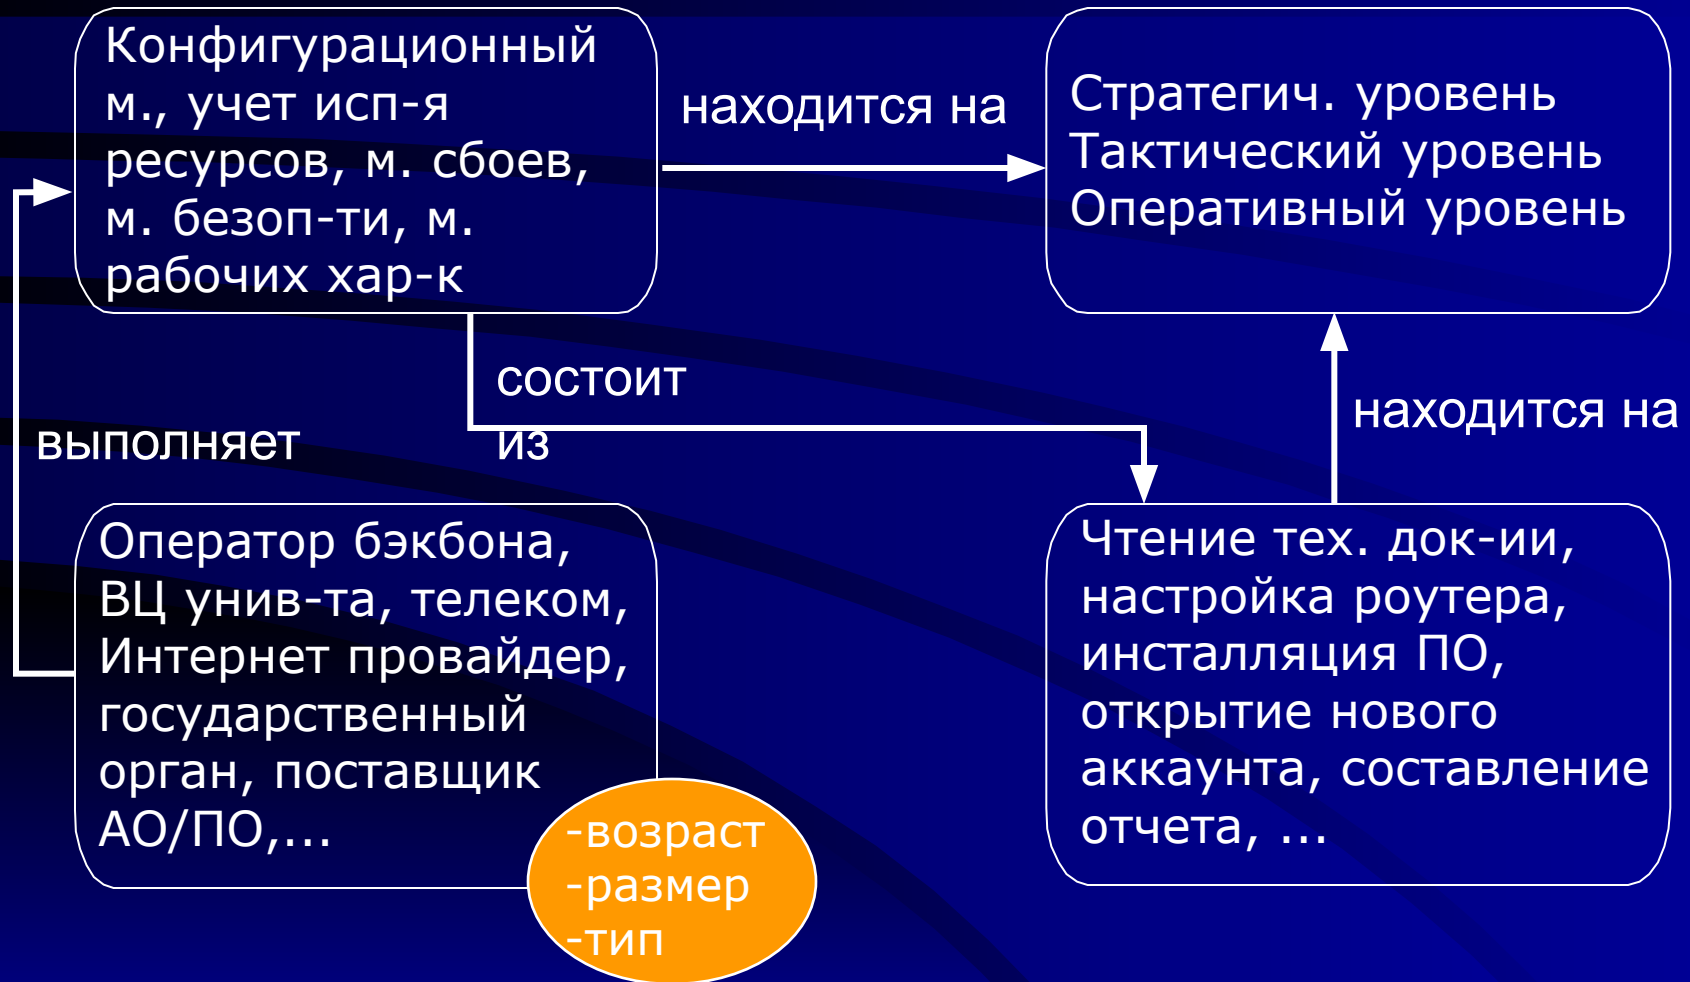 Конфигурационный
м., учет исп-я
ресурсов, м. сбоев,
м. безоп-ти, м.
рабочих хар-к
находится на
Стратегич. уровень
Тактический уровень
Оперативный уровень
состоит
из
выполняет
находится на
Оператор бэкбона,
ВЦ унив-та, телеком,
Интернет провайдер,
государственный
орган, поставщик
АО/ПО,...
-возраст
-размер
-тип
Чтение тех. док-ии,
настройка роутера,
инсталляция ПО,
открытие нового
аккаунта, составление
отчета, ...